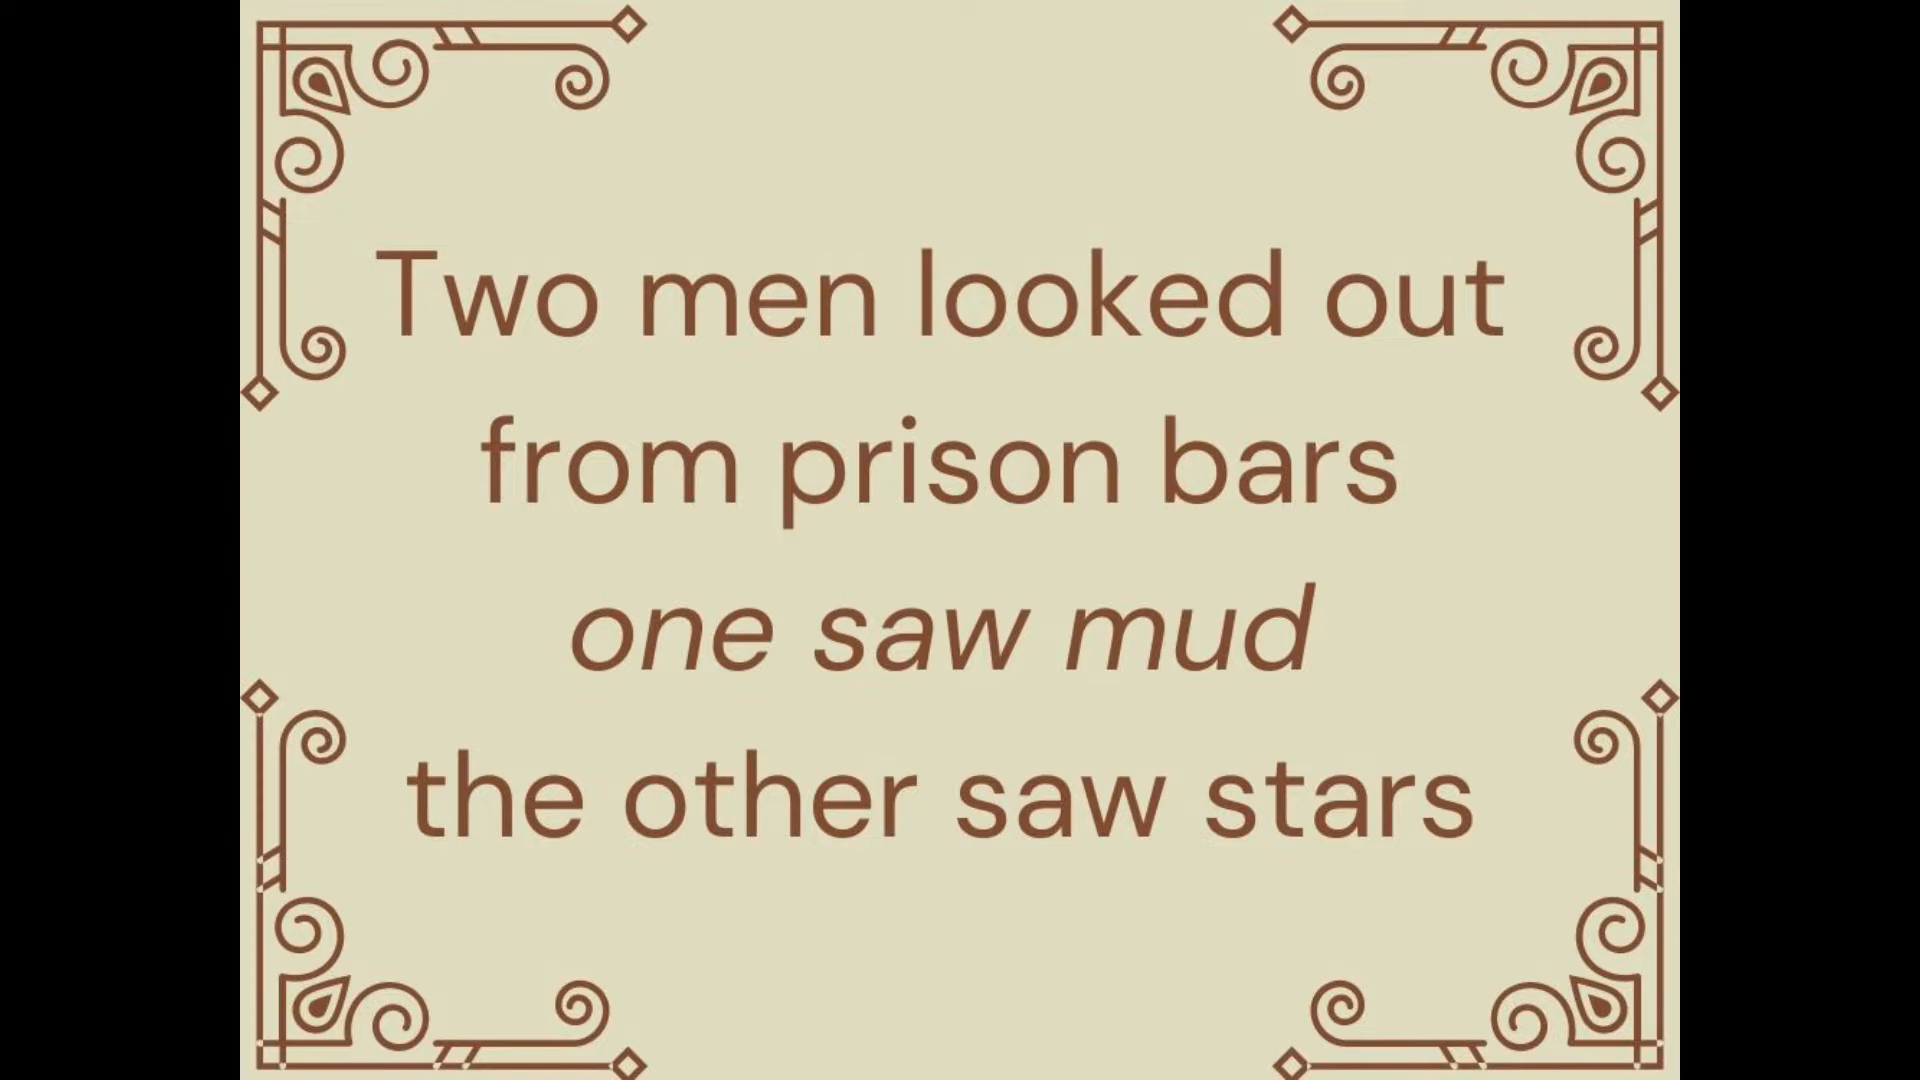 Two men looked out
from prison bars
one saw mud
the other saw stars